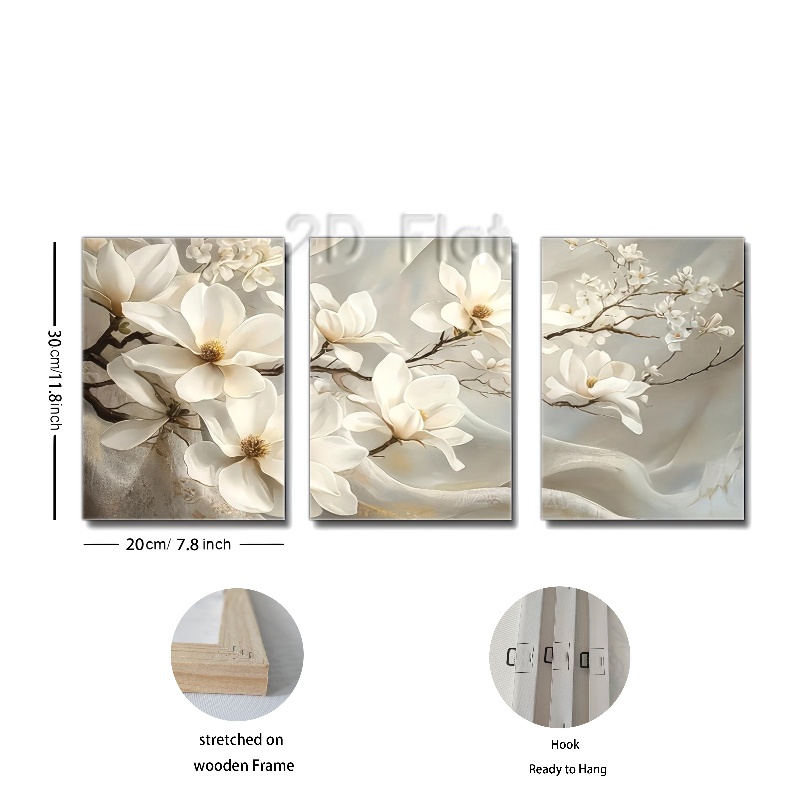 2D Flat
30cm/11.8inch
20cm/ 7.8 inch
stretched on
wooden Frame
Hook
Ready to Hang